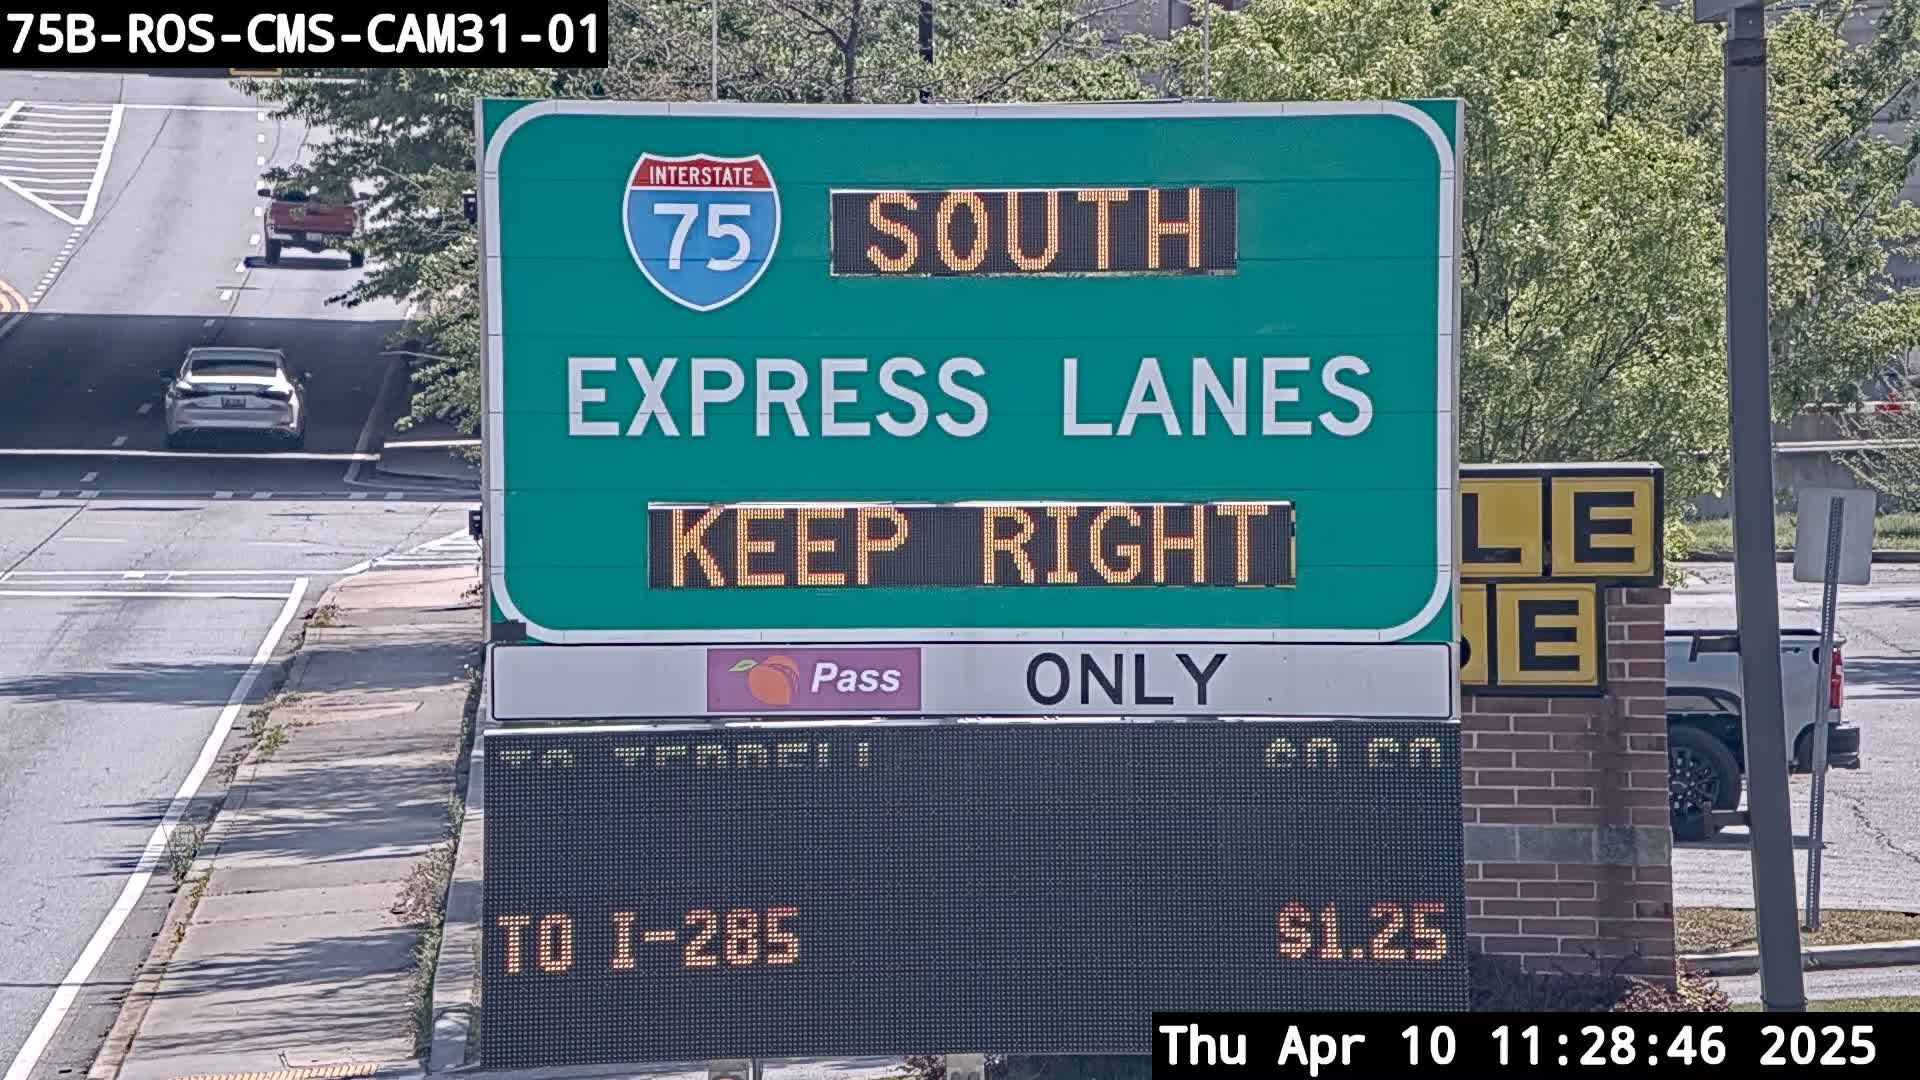 75B-ROS-CMS-CAM31-01
INTERSTATE
75
SOUTH
EXPRESS LANES
KEEP RIGHT
LE
E
Pass ONLY
TO I-285 $1.25
Thu Apr 10 11:28:46 2025